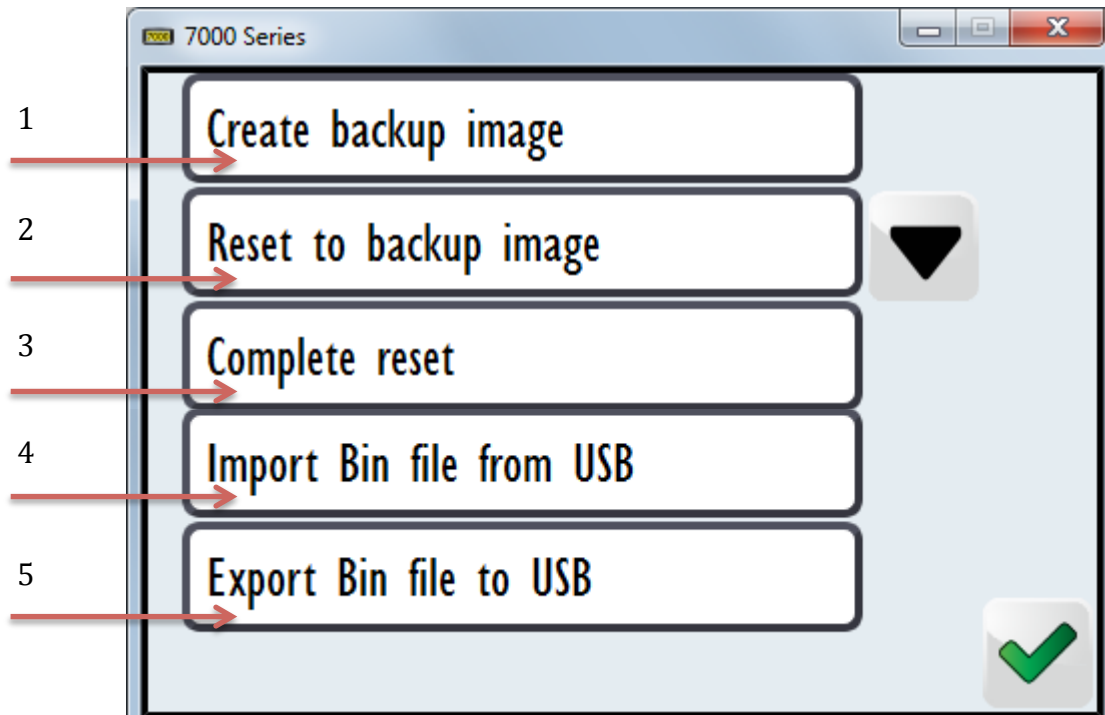 7000 7000 Series
1
Create backup image
2
Reset to backup image
3
Complete reset
4
Import Bin file from USB
5
Export Bin file to USB